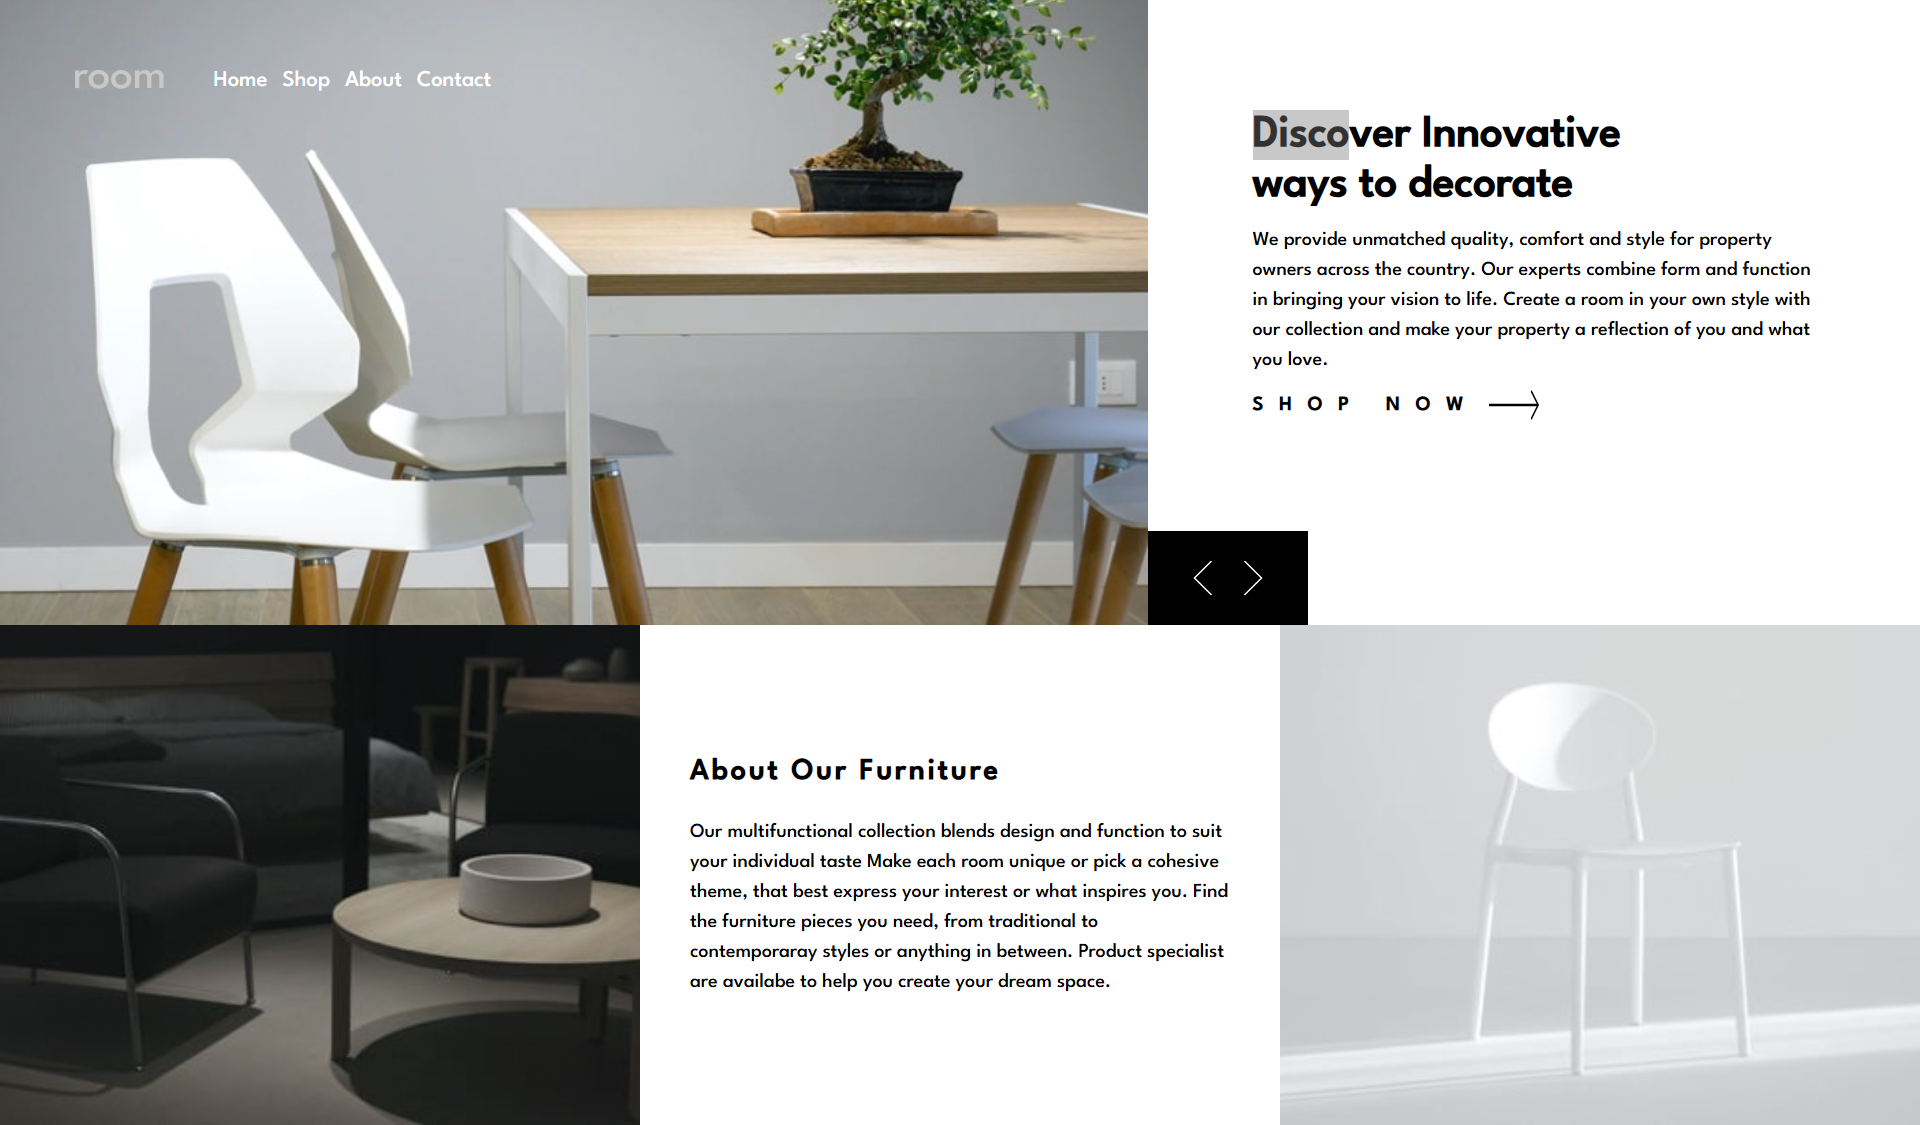 room
Home Shop About Contact
Discover Innovative
ways to decorate
We provide unmatched quality, comfort and style for property
owners across the country. Our experts combine form and function
in bringing your vision to life. Create a room in your own style with
our collection and make your property a reflection of you and what
you love.
SHOP NOW
About Our Furniture
Our multifunctional collection blends design and function to suit
your individual taste Make each room unique or pick a cohesive
theme, that best express your interest or what inspires you. Find
the furniture pieces you need, from traditional to
contemporaray styles or anything in between. Product specialist
are availabe to help you create your dream space.